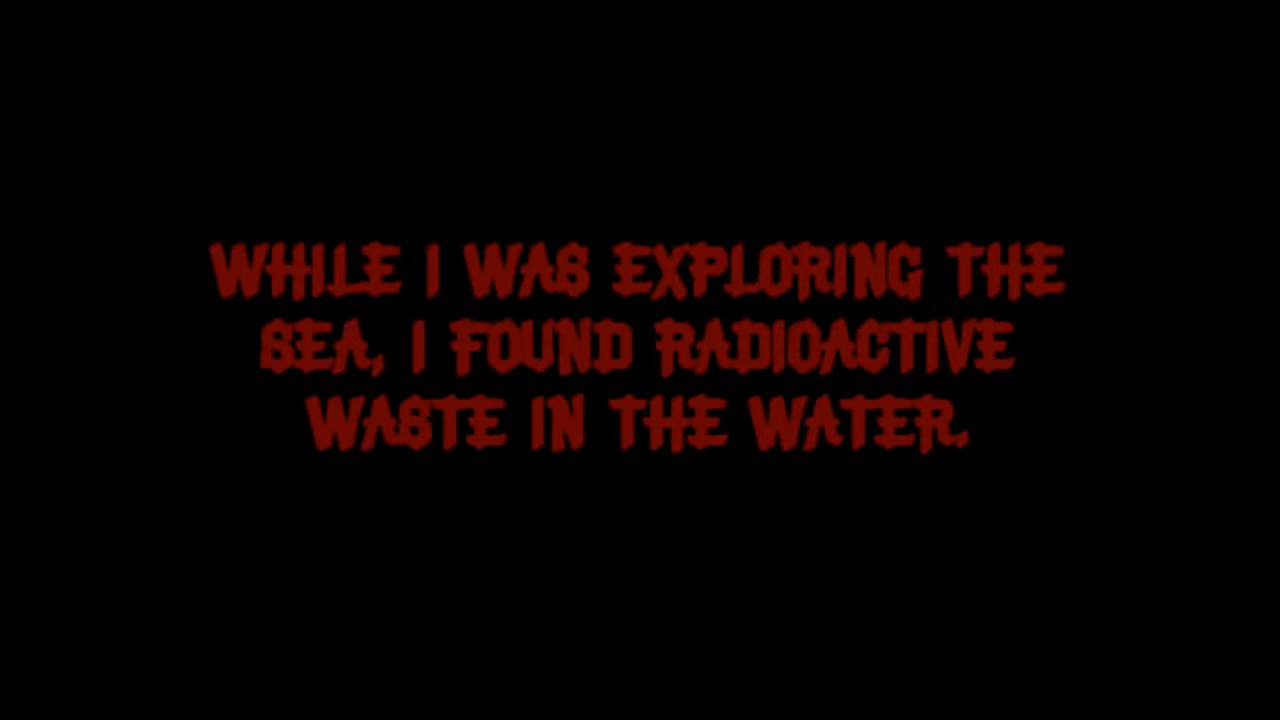 WHILE I WAS EXPLORING THE
SEA, I FOUND RADIOACTIVE
WASTE IN THE WATER.